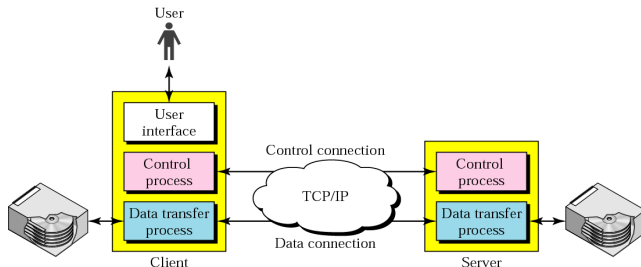 User
User
interface
Control connection
Control
process
Control
process
TCP/IP
Data transfer
process
Data transfer
process
Data connection
Client
Server